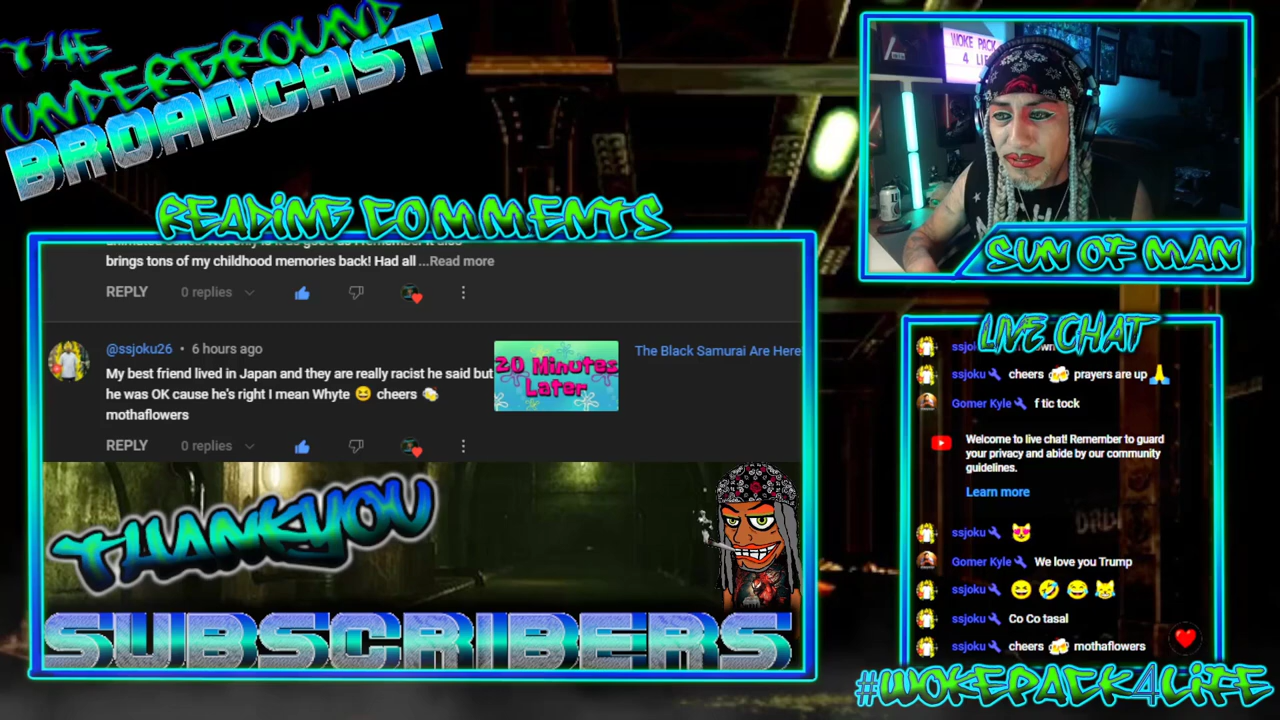 THE
UNDERGROUND
BROADCAST
READING COMMENTS
brings tons of my childhood memories back! Had all ...Read more
REPLY 0 replies
@ssjoku26 • 6 hours ago
My best friend lived in Japan and they are really racist he said but
he was OK cause he's right I mean Whyte 😆 cheers 🍻
mothaflowers
REPLY 0 replies
20 Minutes
Later
The Black Samurai Are Here
THANKYOU
SUBSCRIBERS
WOKE PACK
4 LIFE
SUN OF MAN
LIVE CHAT
ssjoku cheers 🍻 prayers are up 🙏
Gomer Kyle f tic tock
Welcome to live chat! Remember to guard
your privacy and abide by our community
guidelines.
Learn more
ssjoku 😻
Gomer Kyle We love you Trump
ssjoku 😆 🤣 😂 😹
ssjoku Co Co tasal
ssjoku cheers 🍻 mothaflowers
#WOKEPACK4LIFE